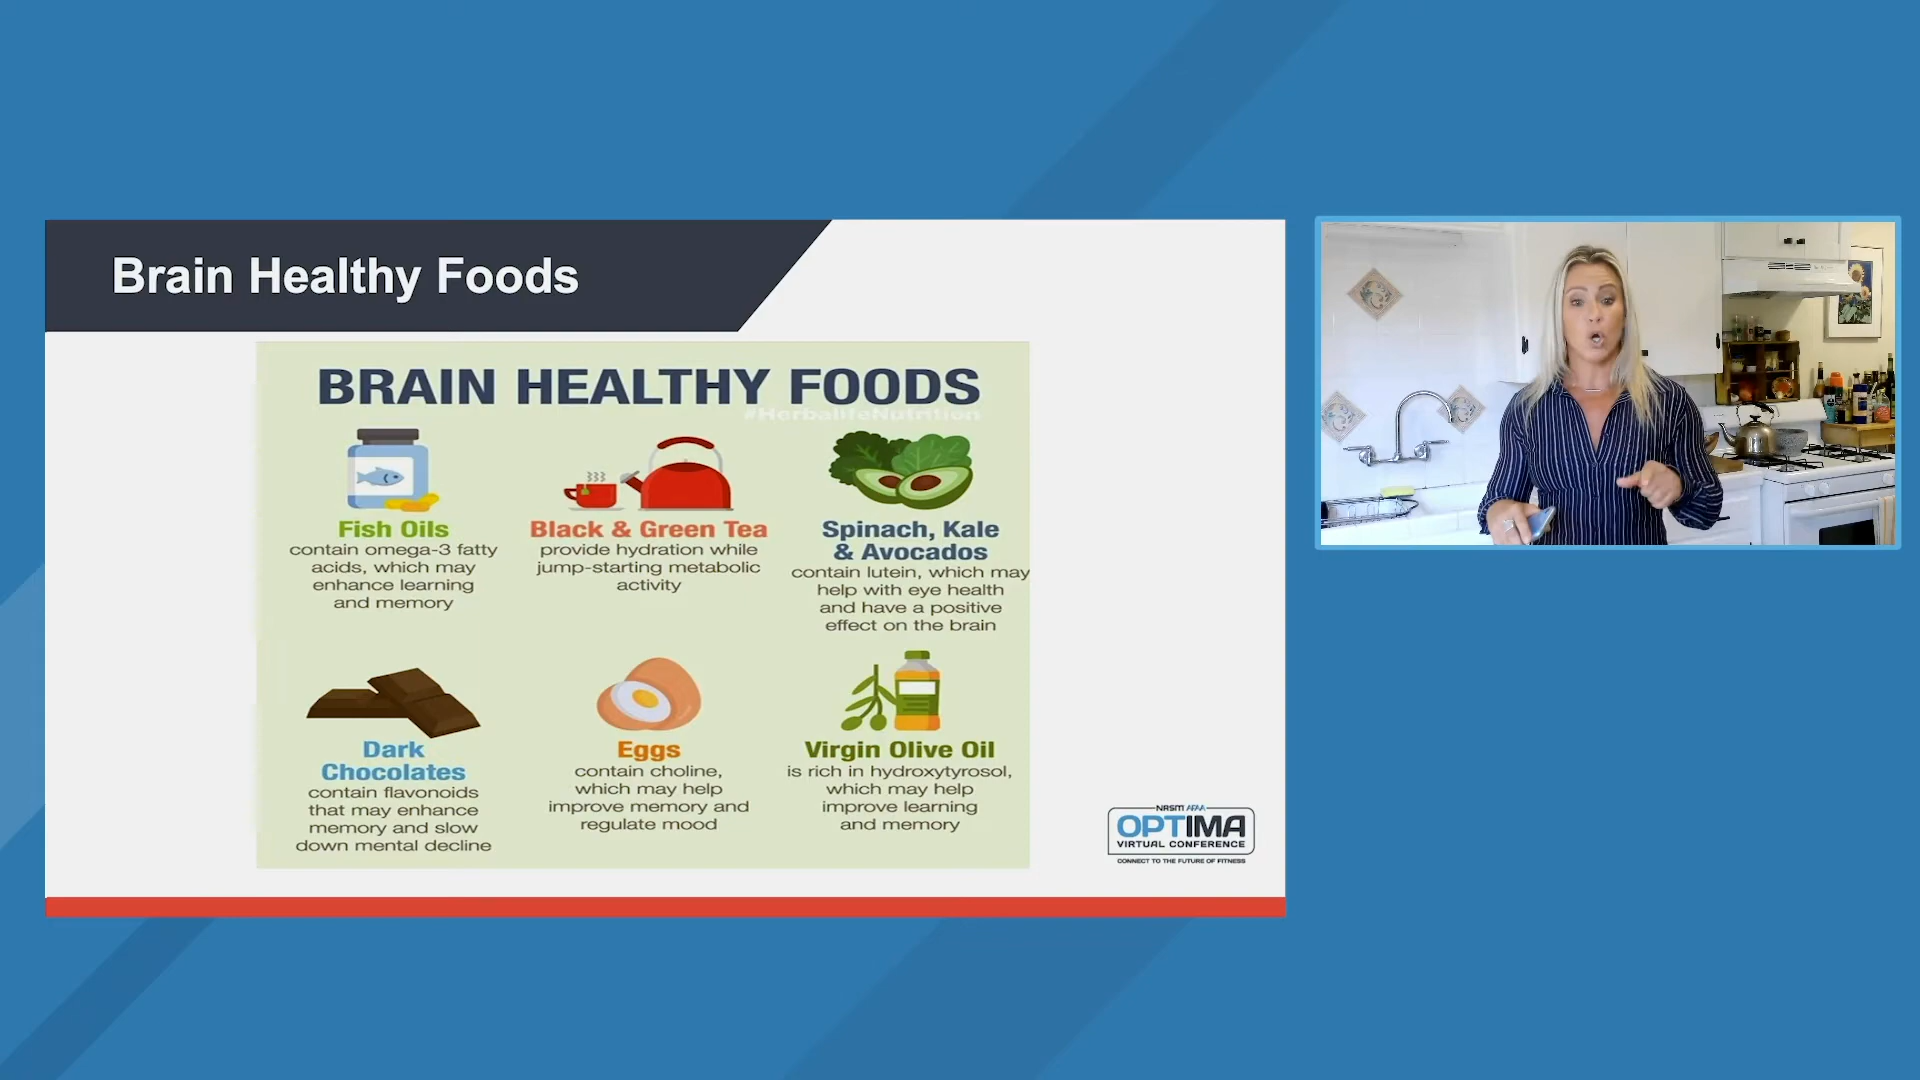 Brain Healthy Foods
BRAIN HEALTHY FOODS
#HerbalifeNutrition
Fish Oils
contain omega-3 fatty
acids, which may
enhance learning
and memory
Black & Green Tea
provide hydration while
jump-starting metabolic
activity
Spinach, Kale
& Avocados
contain lutein, which may
help with eye health
and have a positive
effect on the brain
Dark
Chocolates
contain flavonoids
that may enhance
memory and slow
down mental decline
Eggs
contain choline,
which may help
improve memory and
regulate mood
Virgin Olive Oil
is rich in hydroxytyrosol,
which may help
improve learning
and memory
NASM AFAA
OPTIMA
VIRTUAL CONFERENCE
CONNECT TO THE FUTURE OF FITNESS